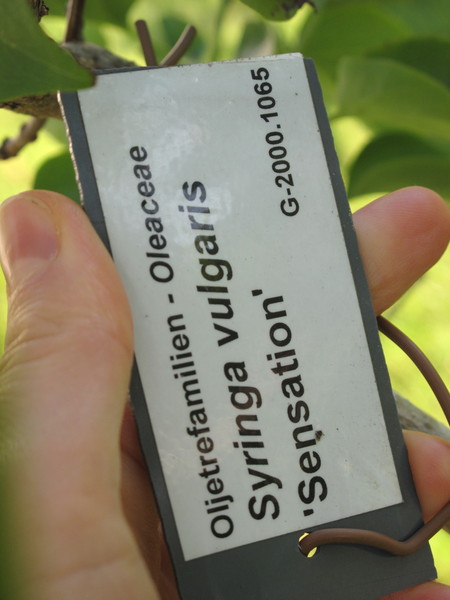 Oljetrefamilien - Oleaceae
Syringa vulgaris
'Sensation'
G-2000.1065